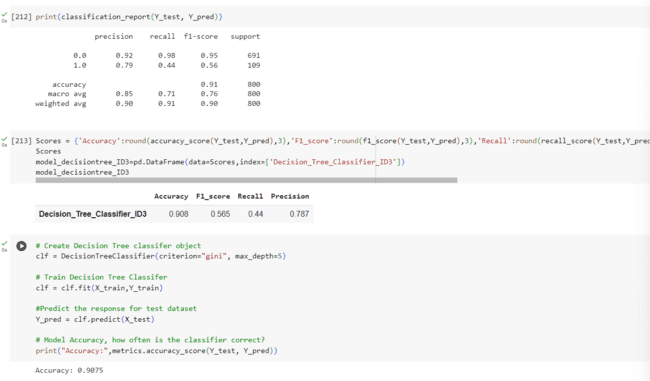 [212] print(classification_report(Y_test, Y_pred))
precision recall f1-score support
0.0 0.92 0.98 0.95 691
1.0 0.79 0.44 0.56 109
accuracy 0.91 800
macro avg 0.85 0.71 0.76 800
weighted avg 0.90 0.91 0.90 800
[213] Scores = {'Accuracy':round(accuracy_score(Y_test,Y_pred),3),'F1_score':round(f1_score(Y_test,Y_pred),3),'Recall':round(recall_score(Y_test,Y_pred
Scores
model_decisiontree_ID3=pd.DataFrame(data=Scores,index=['Decision_Tree_Classifier_ID3'])
model_decisiontree_ID3
Accuracy F1_score Recall Precision
Decision_Tree_Classifier_ID3 0.908 0.565 0.44 0.787
# Create Decision Tree classifer object
clf = DecisionTreeClassifier(criterion="gini", max_depth=5)
# Train Decision Tree Classifer
clf = clf.fit(X_train,Y_train)
#Predict the response for test dataset
Y_pred = clf.predict(X_test)
# Model Accuracy, how often is the classifier correct?
print("Accuracy:",metrics.accuracy_score(Y_test, Y_pred))
Accuracy: 0.9075